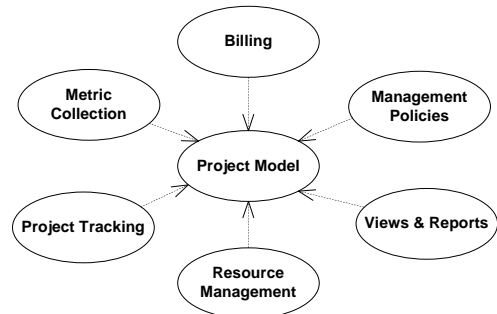 Billing
Metric
Collection
Management
Policies
Project Model
Project Tracking
Views & Reports
Resource
Management